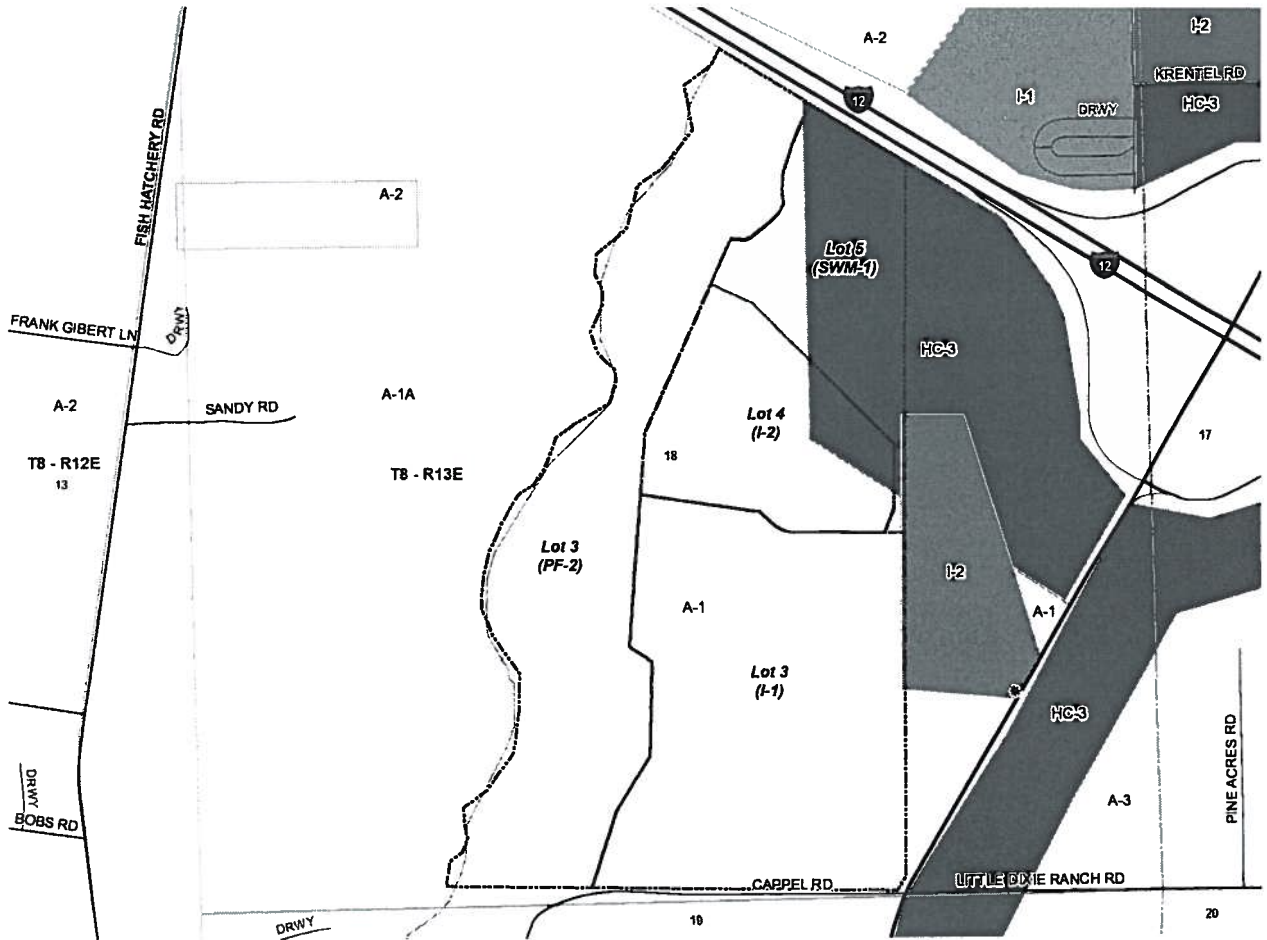 A-2
I-2
KRENTEL RD
I-1
12
DRWY
HC-3
FISH HATCHERY RD
A-2
Lot 5
(SWM-1)
12
FRANK GIBERT LN
DRWY
HC-3
A-2
SANDY RD
A-1A
Lot 4
(I-2)
18
17
T8 - R12E
13
T8 - R13E
Lot 3
(PF-2)
I-2
A-1
A-1
Lot 3
(I-1)
HC-3
PINE ACRES RD
DRWY
BOBS RD
A-3
CAPPEL RD
LITTLE DIXIE RANCH RD
DRWY
19
20